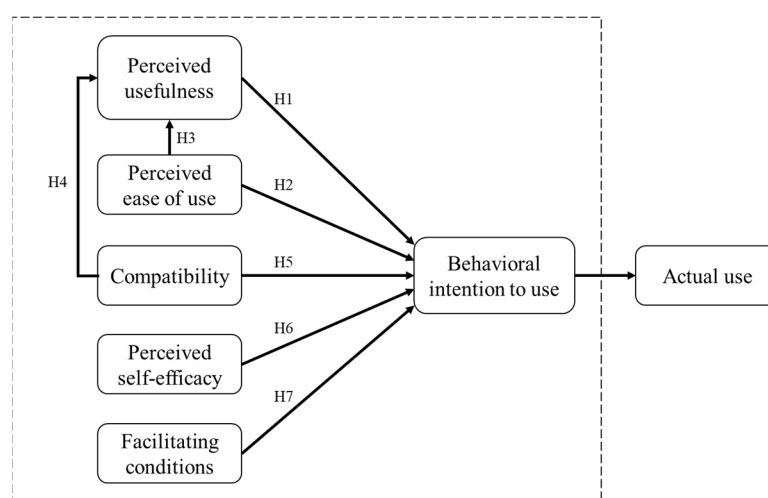 Perceived
usefulness
H1
H3
H4
Perceived
ease of use
H2
Compatibility
H5
Behavioral
intention to use
Actual use
Perceived
self-efficacy
H6
H7
Facilitating
conditions